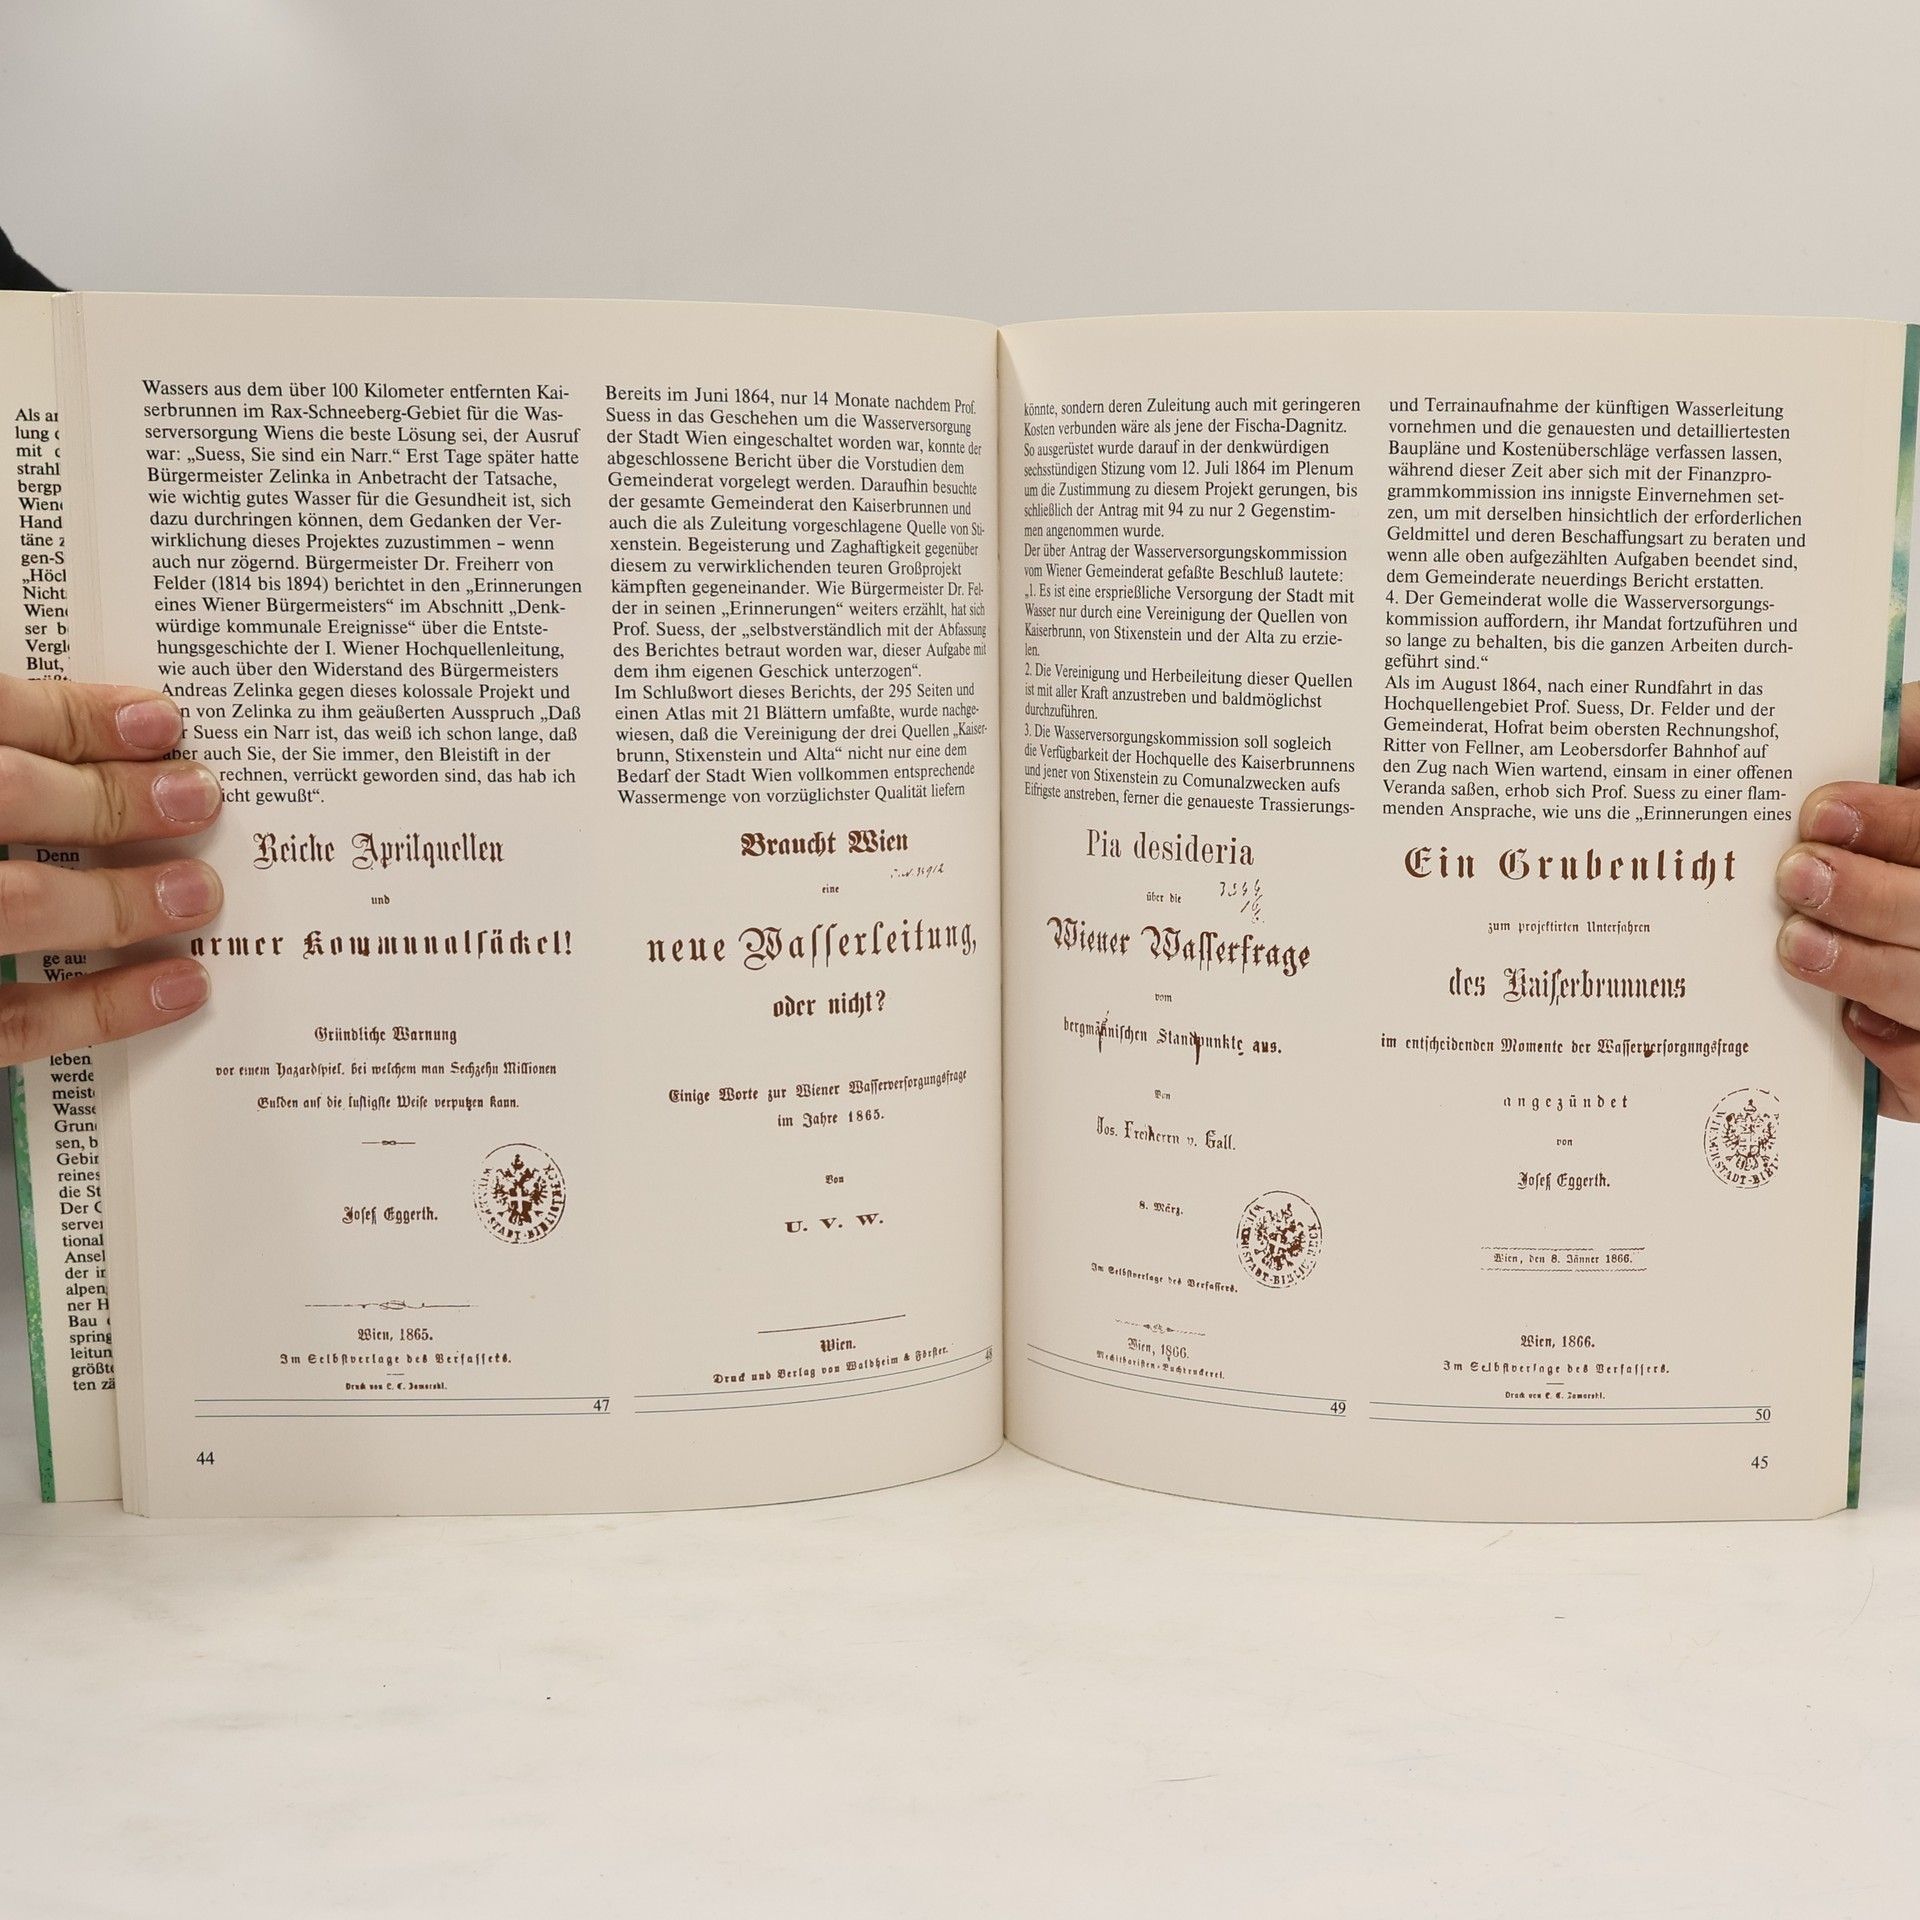 Wassers aus dem über 100 Kilometer entfernten Kai-
serbrunnen im Rax-Schneeberg-Gebiet für die Was-
serversorgung Wiens die beste Lösung sei, der Ausruf
war: „Suess, Sie sind ein Narr.“ Erst Tage später hatte
Bürgermeister Zelinka in Anbetracht der Tatsache,
wie wichtig gutes Wasser für die Gesundheit ist, sich
dazu durchringen können, dem Gedanken der Ver-
wirklichung dieses Projektes zuzustimmen – wenn
auch nur zögernd. Bürgermeister Dr. Freiherr von
Felder (1814 bis 1894) berichtet in den „Erinnerungen
eines Wiener Bürgermeisters“ im Abschnitt „Denk-
würdige kommunale Ereignisse“ über die Entste-
hungsgeschichte der I. Wiener Hochquellenleitung,
wie auch über den Widerstand des Bürgermeisters
Andreas Zelinka gegen dieses kolossale Projekt und
von Zelinka zu ihm geäußerten Ausspruch „Daß
Suess ein Narr ist, das weiß ich schon lange, daß
aber auch Sie, der Sie immer, den Bleistift in der
rechnen, verrückt geworden sind, das hab ich
gewußt“.
Bereits im Juni 1864, nur 14 Monate nachdem Prof.
Suess in das Geschehen um die Wasserversorgung
der Stadt Wien eingeschaltet worden war, konnte der
abgeschlossene Bericht über die Vorstudien dem
Gemeinderat vorgelegt werden. Daraufhin besuchte
der gesamte Gemeinderat den Kaiserbrunnen und
auch die als Zuleitung vorgeschlagene Quelle von Sti-
xenstein. Begeisterung und Zaghaftigkeit gegenüber
diesem zu verwirklichenden teuren Großprojekt
kämpften gegeneinander. Wie Bürgermeister Dr. Fel-
der in seinen „Erinnerungen“ weiters erzählt, hat sich
Prof. Suess, der „selbstverständlich mit der Abfassung
des Berichtes betraut worden war, dieser Aufgabe mit
dem ihm eigenen Geschick unterzogen“.
Im Schlußwort dieses Berichts, der 295 Seiten und
einen Atlas mit 21 Blättern umfaßte, wurde nachge-
wiesen, daß die Vereinigung der drei Quellen „Kaiser-
brunn, Stixenstein und Alta“ nicht nur eine dem
Bedarf der Stadt Wien vollkommen entsprechende
Wassermenge von vorzüglichster Qualität liefern
Reiche Aprilquellen
und
armer Kommunalsäckel!
Gründliche Warnung
vor einem Hazardspiel, bei welchem man Sechzehn Millionen
Gulden auf die lustigste Weise verputzen kann.
Josef Eggerth.
Wien, 1865.
Im Selbstverlage des Verfassers.
Druck von L. C. Zamarski.
47
Braucht Wien
eine
neue Wasserleitung,
oder nicht?
Einige Worte zur Wiener Wasserversorgungsfrage
im Jahre 1865.
Von
U. V. W.
Wien.
Druck und Verlag von Waldheim & Förster.
48
44
könnte, sondern deren Zuleitung auch mit geringeren
Kosten verbunden wäre als jene der Fischa-Dagnitz.
So ausgerüstet wurde darauf in der denkwürdigen
sechsstündigen Stizung vom 12. Juli 1864 im Plenum
um die Zustimmung zu diesem Projekt gerungen, bis
schließlich der Antrag mit 94 zu nur 2 Gegenstim-
men angenommen wurde.
Der über Antrag der Wasserversorgungskommission
vom Wiener Gemeinderat gefaßte Beschluß lautete:
„1. Es ist eine ersprießliche Versorgung der Stadt mit
Wasser nur durch eine Vereinigung der Quellen von
Kaiserbrunn, von Stixenstein und der Alta zu erzie-
len.
2. Die Vereinigung und Herbeileitung dieser Quellen
ist mit aller Kraft anzustreben und baldmöglichst
durchzuführen.
3. Die Wasserversorgungskommission soll sogleich
die Verfügbarkeit der Hochquelle des Kaiserbrunnens
und jener von Stixenstein zu Comunalzwecken aufs
Eifrigste anstreben, ferner die genaueste Trassierungs-
und Terrainaufnahme der künftigen Wasserleitung
vornehmen und die genauesten und detailliertesten
Baupläne und Kostenüberschläge verfassen lassen,
während dieser Zeit aber sich mit der Finanzpro-
grammkommission ins innigste Einvernehmen set-
zen, um mit derselben hinsichtlich der erforderlichen
Geldmittel und deren Beschaffungsart zu beraten und
wenn alle oben aufgezählten Aufgaben beendet sind,
dem Gemeinderate neuerdings Bericht erstatten.
4. Der Gemeinderat wolle die Wasserversorgungs-
kommission auffordern, ihr Mandat fortzuführen und
so lange zu behalten, bis die ganzen Arbeiten durch-
geführt sind.“
Als im August 1864, nach einer Rundfahrt in das
Hochquellengebiet Prof. Suess, Dr. Felder und der
Gemeinderat, Hofrat beim obersten Rechnungshof,
Ritter von Fellner, am Leobersdorfer Bahnhof auf
den Zug nach Wien wartend, einsam in einer offenen
Veranda saßen, erhob sich Prof. Suess zu einer flam-
menden Ansprache, wie uns die „Erinnerungen eines
Pia desideria
über die
Wiener Wasserfrage
vom
bergmännischen Standpunkte aus.
Von
Jos. Freiherrn v. Gall.
8. März.
Im Selbstverlage des Verfassers.
Wien, 1866.
Mechitharisten-Buchdruckerei.
49
Ein Grubenlicht
zum projektirten Unterfahren
des Kaiserbrunnens
im entscheidenden Momente der Wasserversorgungsfrage
angezündet
von
Josef Eggerth.
Wien, den 8. Jänner 1866.
Wien, 1866.
Im Selbstverlage des Verfassers.
Druck von L. C. Zamarski.
50
45